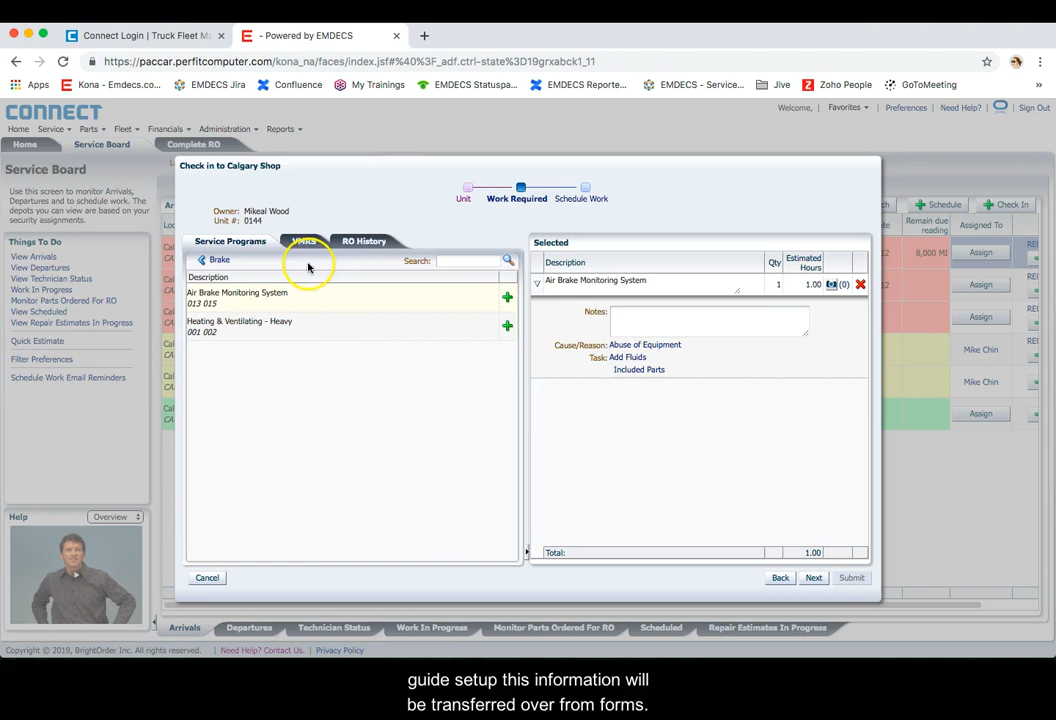 Connect Login | Truck Fleet Ma
- Powered by EMDECS
https://paccar.perfitcomputer.com/kona_na/faces/index.jsf#%40%3F_adf.ctrl-state%3D19grxabck1_11
Apps
Kona - Emdecs.co...
EMDECS Jira
Confluence
My Trainings
EMDECS Statuspa...
EMDECS Reporte...
EMDECS - Service...
Jive
Zoho People
GoToMeeting
»
CONNECT
Welcome,
Favorites
Preferences
Need Help?
Sign Out
Home Service Parts Fleet Financials Administration Reports
Home
Service Board
Complete RO
Service Board
Use this screen to monitor Arrivals,
Departures and to schedule work. The
depots you can view are based on your
security assignments.
Things To Do
View Arrivals
View Departures
View Technician Status
Work In Progress
Monitor Parts Ordered For RO
View Scheduled
View Repair Estimates In Progress
Quick Estimate
Filter Preferences
Schedule Work Email Reminders
Help
Overview
Check in to Calgary Shop
Unit
Work Required
Schedule Work
Owner: Mikeal Wood
Unit #: 0144
Service Programs
VMRS
RO History
Brake
Search:
Description
Air Brake Monitoring System
013 015
Heating & Ventilating - Heavy
001 002
Selected
Description
Qty
Estimated
Hours
Air Brake Monitoring System
1
1.00
(0)
Notes:
Cause/Reason: Abuse of Equipment
Task: Add Fluids
Included Parts
Total:
1.00
Cancel
Back
Next
Submit
Schedule
Check In
Remain due
reading
Assigned To
8,000 MI
Assign
Assign
Mike Chin
Mike Chin
Assign
Arrivals
Departures
Technician Status
Work In Progress
Monitor Parts Ordered For RO
Scheduled
Repair Estimates In Progress
Copyright © 2019, BrightOrder Inc. All rights reserved.
Need Help? Contact Us.
Privacy Policy
guide setup this information will
be transferred over from forms.